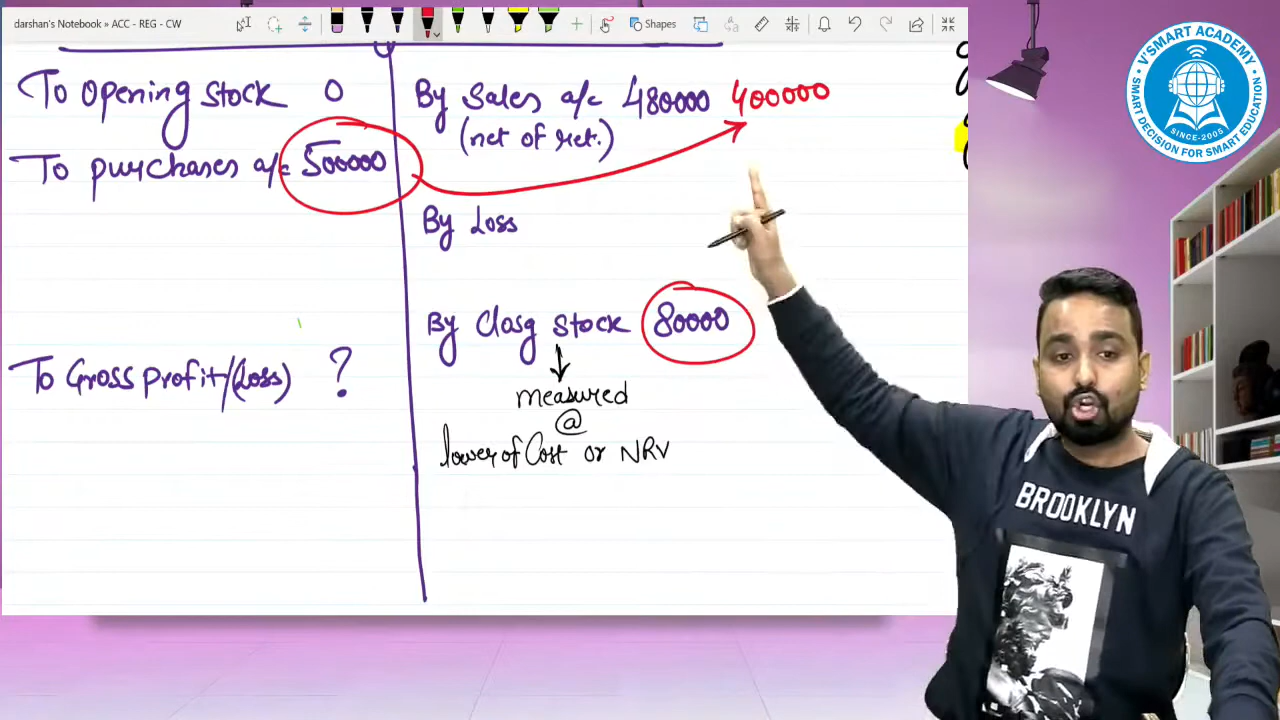 darshan's Notebook » ACC - REG - CW
Shapes
To Opening Stock 0
By Sales a/c 480000 400000
(net of ret.)
To purchases a/c 500000
By Loss
By Closg Stock 80000
To Gross profit/(Loss) ?
measured
@
lower of Cost or NRV
V'SMART ACADEMY
SINCE-2005
SMART DECISION FOR SMART EDUCATION
BROOKLYN